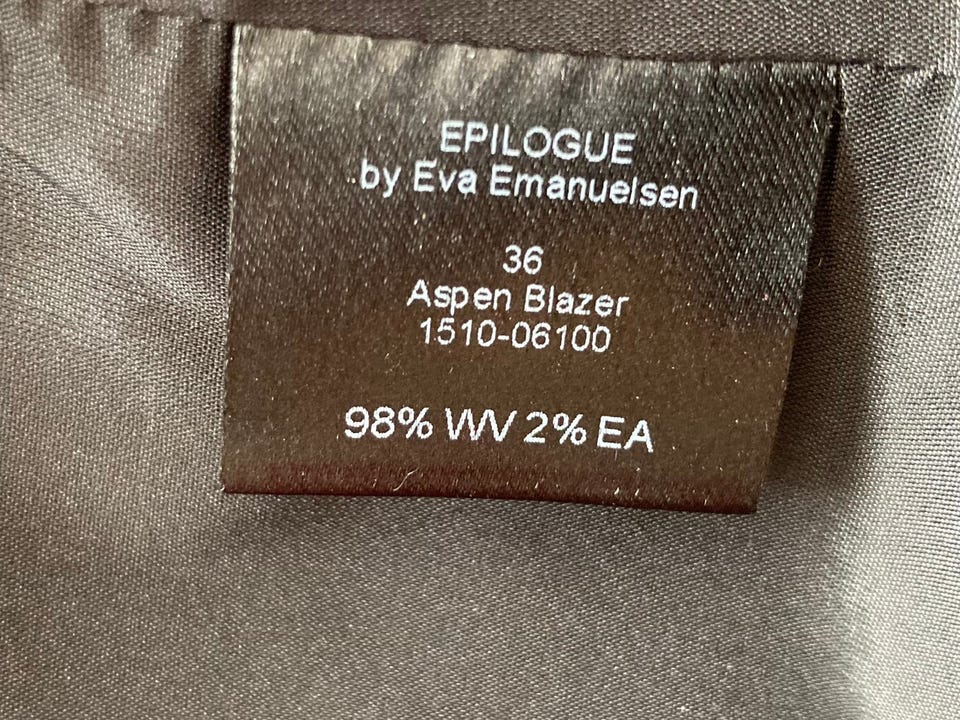 EPILOGUE
by Eva Emanuelsen
36
Aspen Blazer
1510-06100
98% WV 2% EA